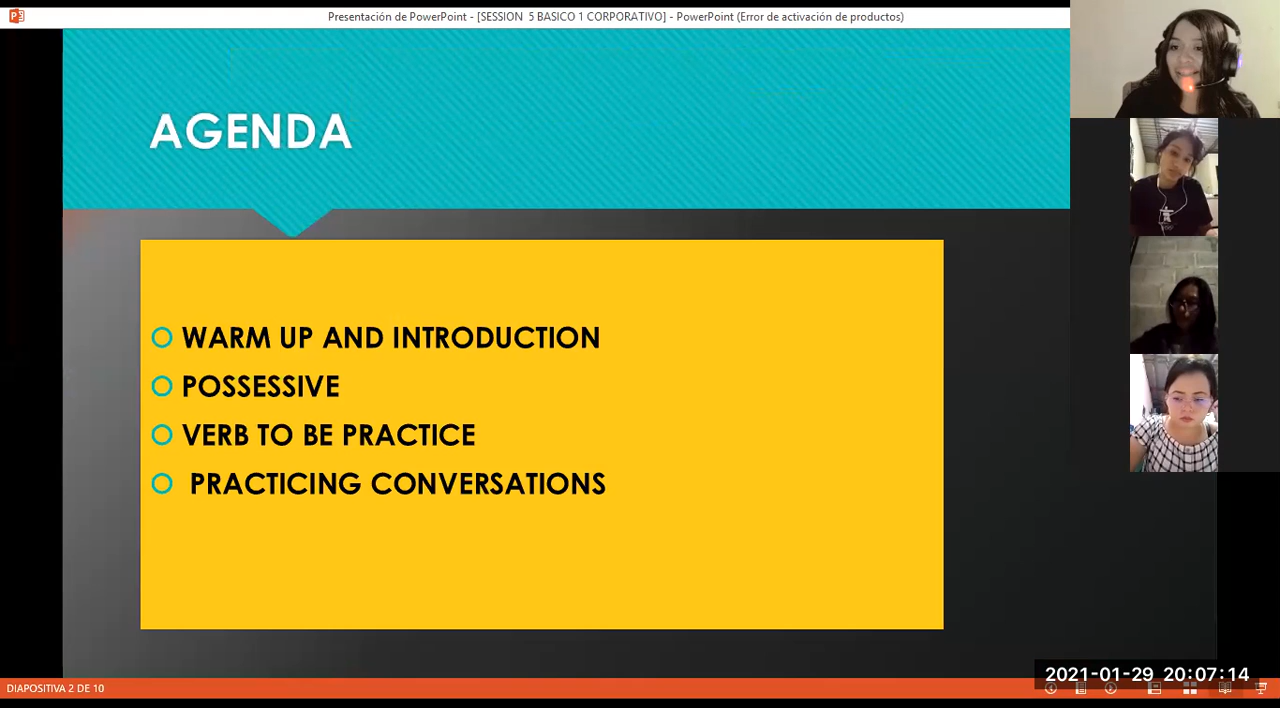 Presentación de PowerPoint - [SESSION  5 BASICO 1 CORPORATIVO] - PowerPoint (Error de activación de productos)
AGENDA
WARM UP AND INTRODUCTION
POSSESSIVE
VERB TO BE PRACTICE
PRACTICING CONVERSATIONS
2021-01-29  20:07:14
DIAPOSITIVA 2 DE 10